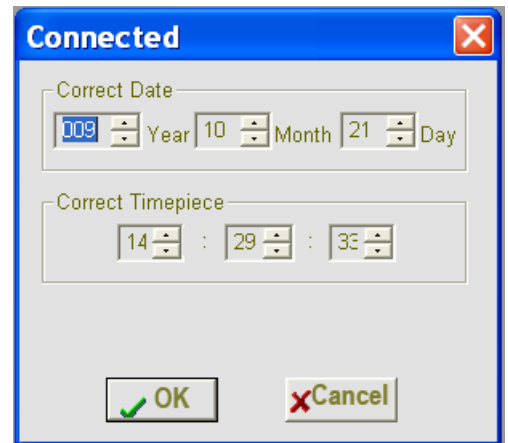 Connected
Correct Date
009 Year 10 Month 21 Day
Correct Timepiece
14 : 29 : 33
OK Cancel